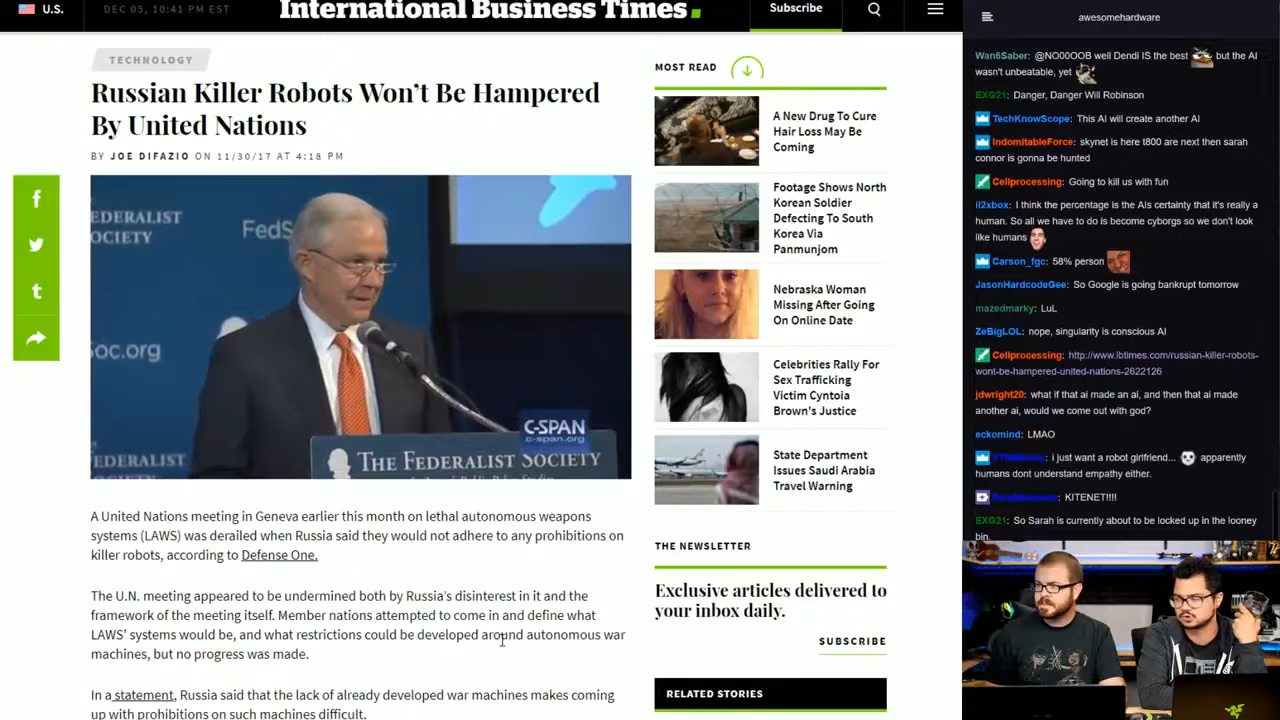 U.S.
DEC 05, 10:41 PM EST
International Business Times.
Subscribe
TECHNOLOGY
Russian Killer Robots Won’t Be Hampered
By United Nations
BY JOE DIFAZIO ON 11/30/17 AT 4:18 PM
EDERALIST
OCIETY
FedS
Soc.org
EDERALIST
C-SPAN
c-span.org
THE FEDERALIST SOCIETY
A United Nations meeting in Geneva earlier this month on lethal autonomous weapons
systems (LAWS) was derailed when Russia said they would not adhere to any prohibitions on
killer robots, according to Defense One.
The U.N. meeting appeared to be undermined both by Russia’s disinterest in it and the
framework of the meeting itself. Member nations attempted to come in and define what
LAWS’ systems would be, and what restrictions could be developed around autonomous war
machines, but no progress was made.
In a statement, Russia said that the lack of already developed war machines makes coming
up with prohibitions on such machines difficult.
MOST READ
A New Drug To Cure
Hair Loss May Be
Coming
Footage Shows North
Korean Soldier
Defecting To South
Korea Via
Panmunjom
Nebraska Woman
Missing After Going
On Online Date
Celebrities Rally For
Sex Trafficking
Victim Cyntoia
Brown's Justice
State Department
Issues Saudi Arabia
Travel Warning
THE NEWSLETTER
Exclusive articles delivered to
your inbox daily.
SUBSCRIBE
RELATED STORIES
awesomehardware
Wan6Saber: @NO00OOB well Dendi IS the best but the AI
wasn't unbeatable, yet
EXG21: Danger, Danger Will Robinson
TechKnowScope: This AI will create another AI
IndomitableForce: skynet is here t800 are next then sarah
connor is gonna be hunted
Cellprocessing: Going to kill us with fun
il2xbox: I think the percentage is the AIs certainty that it's really a
human. So all we have to do is become cyborgs so we don't look
like humans
Carson_fgc: 58% person
JasonHardcodeGee: So Google is going bankrupt tomorrow
mazedmarky: LuL
ZeBigLOL: nope, singularity is conscious AI
Cellprocessing: http://www.ibtimes.com/russian-killer-robots-
wont-be-hampered-united-nations-2622126
jdwright20: what if that ai made an ai, and then that ai made
another ai, would we come out with god?
eckomind: LMAO
i just want a robot girlfriend... apparently
humans dont understand empathy either.
KITENET!!!!
EXG21: So Sarah is currently about to be locked up in the looney
bin.